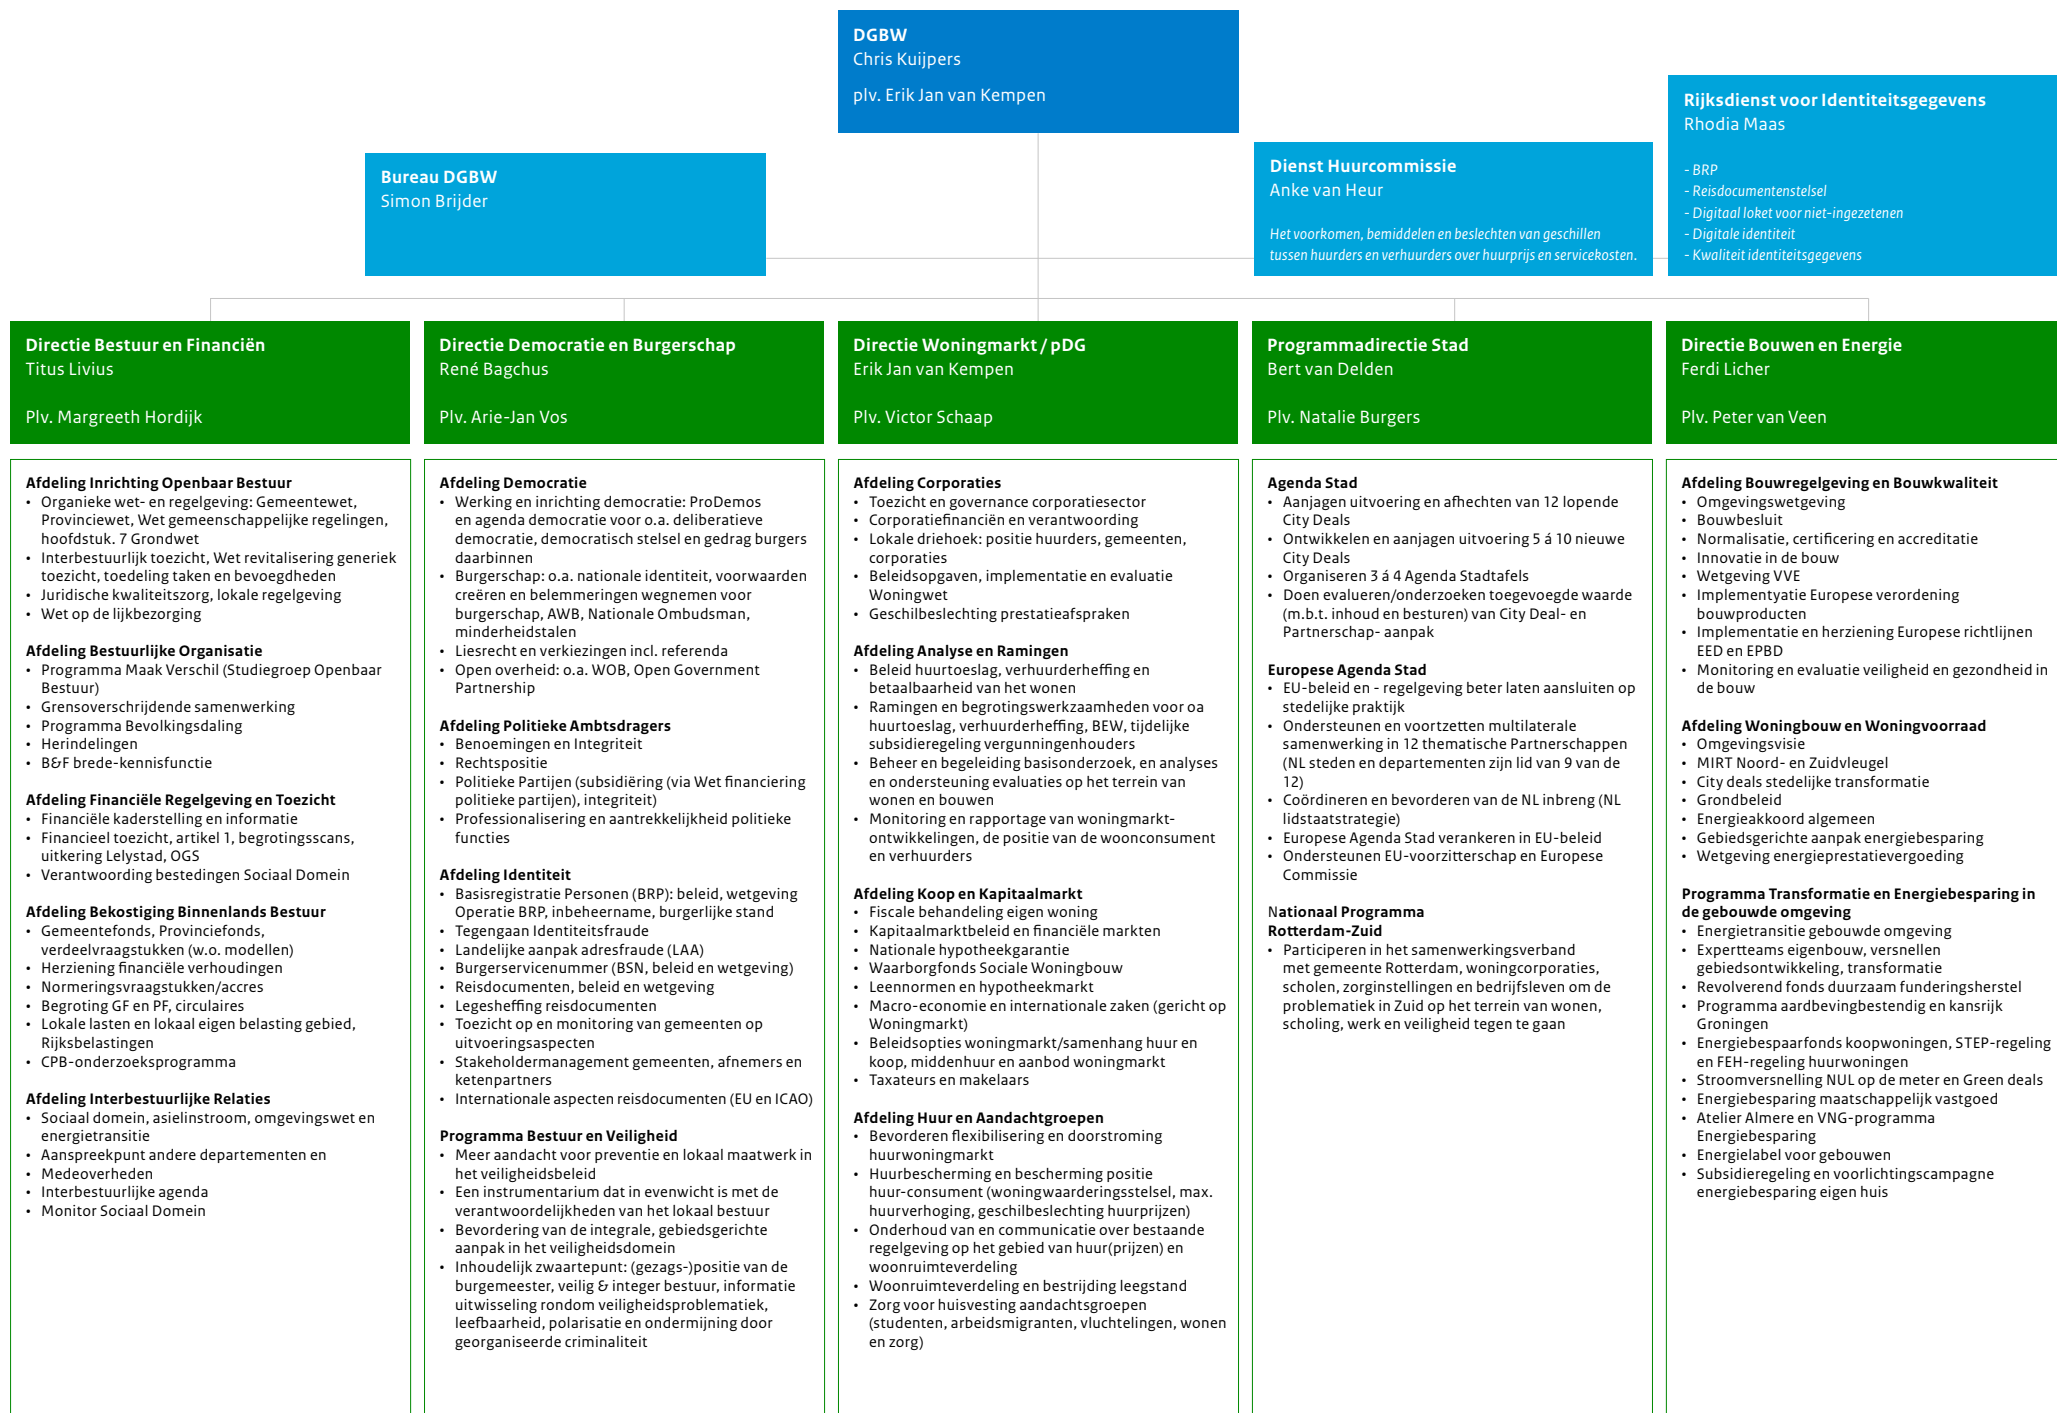 DGBW
Chris Kuijpers
plv. Erik Jan van Kempen
Rijksdienst voor Identiteitsgegevens
Rhodia Maas
- BRP
- Reisdocumentenstelsel
- Digitaal loket voor niet-ingezetenen
- Digitale identiteit
- Kwaliteit identiteitsgegevens
Bureau DGBW
Simon Brijder
Dienst Huurcommissie
Anke van Heur
Het voorkomen, bemiddelen en beslechten van geschillen
tussen huurders en verhuurders over huurprijs en servicekosten.
Directie Bestuur en Financiën
Titus Livius
Plv. Margreeth Hordijk
Directie Democratie en Burgerschap
René Bagchus
Plv. Arie-Jan Vos
Directie Woningmarkt / pDG
Erik Jan van Kempen
Plv. Victor Schaap
Programmadirectie Stad
Bert van Delden
Plv. Natalie Burgers
Directie Bouwen en Energie
Ferdi Licher
Plv. Peter van Veen
Afdeling Inrichting Openbaar Bestuur
• Organieke wet- en regelgeving: Gemeentewet,
Provinciewet, Wet gemeenschappelijke regelingen,
hoofdstuk. 7 Grondwet
• Interbestuurlijk toezicht, Wet revitalisering generiek
toezicht, toedeling taken en bevoegdheden
• Juridische kwaliteitszorg, lokale regelgeving
• Wet op de lijkbezorging
Afdeling Bestuurlijke Organisatie
• Programma Maak Verschil (Studiegroep Openbaar
Bestuur)
• Grensoverschrijdende samenwerking
• Programma Bevolkingsdaling
• Herindelingen
• B&F brede-kennisfunctie
Afdeling Financiële Regelgeving en Toezicht
• Financiële kaderstelling en informatie
• Financieel toezicht, artikel 1, begrotingsscans,
uitkering Lelystad, OGS
• Verantwoording bestedingen Sociaal Domein
Afdeling Bekostiging Binnenlands Bestuur
• Gemeentefonds, Provinciefonds,
verdeelvraagstukken (w.o. modellen)
• Herziening financiële verhoudingen
• Normeringsvraagstukken/accres
• Begroting GF en PF, circulaires
• Lokale lasten en lokaal eigen belasting gebied,
Rijksbelastingen
• CPB-onderzoeksprogramma
Afdeling Interbestuurlijke Relaties
• Sociaal domein, asielinstroom, omgevingswet en
energietransitie
• Aanspreekpunt andere departementen en
• Medeoverheden
• Interbestuurlijke agenda
• Monitor Sociaal Domein
Afdeling Democratie
• Werking en inrichting democratie: ProDemos
en agenda democratie voor o.a. deliberatieve
democratie, democratisch stelsel en gedrag burgers
daarbinnen
• Burgerschap: o.a. nationale identiteit, voorwaarden
creëren en belemmeringen wegnemen voor
burgerschap, AWB, Nationale Ombudsman,
minderheidstalen
• Liesrecht en verkiezingen incl. referenda
• Open overheid: o.a. WOB, Open Government
Partnership
Afdeling Politieke Ambtsdragers
• Benoemingen en Integriteit
• Rechtspositie
• Politieke Partijen (subsidiëring (via Wet financiering
politieke partijen), integriteit)
• Professionalisering en aantrekkelijkheid politieke
functies
Afdeling Identiteit
• Basisregistratie Personen (BRP): beleid, wetgeving
Operatie BRP, inbeheername, burgerlijke stand
• Tegengaan Identiteitsfraude
• Landelijke aanpak adresfraude (LAA)
• Burgerservicenummer (BSN, beleid en wetgeving)
• Reisdocumenten, beleid en wetgeving
• Legesheffing reisdocumenten
• Toezicht op en monitoring van gemeenten op
uitvoeringsaspecten
• Stakeholdermanagement gemeenten, afnemers en
ketenpartners
• Internationale aspecten reisdocumenten (EU en ICAO)
Programma Bestuur en Veiligheid
• Meer aandacht voor preventie en lokaal maatwerk in
het veiligheidsbeleid
• Een instrumentarium dat in evenwicht is met de
verantwoordelijkheden van het lokaal bestuur
• Bevordering van de integrale, gebiedsgerichte
aanpak in het veiligheidsdomein
• Inhoudelijk zwaartepunt: (gezags-)positie van de
burgemeester, veilig & integer bestuur, informatie
uitwisseling rondom veiligheidsproblematiek,
leefbaarheid, polarisatie en ondermijning door
georganiseerde criminaliteit
Afdeling Corporaties
• Toezicht en governance corporatiesector
• Corporatiefinanciën en verantwoording
• Lokale driehoek: positie huurders, gemeenten,
corporaties
• Beleidsopgaven, implementatie en evaluatie
Woningwet
• Geschilbeslechting prestatieafspraken
Afdeling Analyse en Ramingen
• Beleid huurtoeslag, verhuurderheffing en
betaalbaarheid van het wonen
• Ramingen en begrotingswerkzaamheden voor oa
huurtoeslag, verhuurderheffing, BEW, tijdelijke
subsidieregeling vergunningenhouders
• Beheer en begeleiding basisonderzoek, en analyses
en ondersteuning evaluaties op het terrein van
wonen en bouwen
• Monitoring en rapportage van woningmarkt-
ontwikkelingen, de positie van de woonconsument
en verhuurders
Afdeling Koop en Kapitaalmarkt
• Fiscale behandeling eigen woning
• Kapitaalmarktbeleid en financiële markten
• Nationale hypotheekgarantie
• Waarborgfonds Sociale Woningbouw
• Leennormen en hypotheekmarkt
• Macro-economie en internationale zaken (gericht op
Woningmarkt)
• Beleidsopties woningmarkt/samenhang huur en
koop, middenhuur en aanbod woningmarkt
• Taxateurs en makelaars
Afdeling Huur en Aandachtgroepen
• Bevorderen flexibilisering en doorstroming
huurwoningmarkt
• Huurbescherming en bescherming positie
huur-consument (woningwaarderingsstelsel, max.
huurverhoging, geschilbeslechting huurprijzen)
• Onderhoud van en communicatie over bestaande
regelgeving op het gebied van huur(prijzen) en
woonruimteverdeling
• Woonruimteverdeling en bestrijding leegstand
• Zorg voor huisvesting aandachtsgroepen
(studenten, arbeidsmigranten, vluchtelingen, wonen
en zorg)
Agenda Stad
• Aanjagen uitvoering en afhechten van 12 lopende
City Deals
• Ontwikkelen en aanjagen uitvoering 5 á 10 nieuwe
City Deals
• Organiseren 3 á 4 Agenda Stadtafels
• Doen evalueren/onderzoeken toegevoegde waarde
(m.b.t. inhoud en besturen) van City Deal- en
Partnerschap- aanpak
Europese Agenda Stad
• EU-beleid en - regelgeving beter laten aansluiten op
stedelijke praktijk
• Ondersteunen en voortzetten multilaterale
samenwerking in 12 thematische Partnerschappen
(NL steden en departementen zijn lid van 9 van de
12)
• Coördineren en bevorderen van de NL inbreng (NL
lidstaatstrategie)
• Europese Agenda Stad verankeren in EU-beleid
• Ondersteunen EU-voorzitterschap en Europese
Commissie
Nationaal Programma
Rotterdam-Zuid
• Participeren in het samenwerkingsverband
met gemeente Rotterdam, woningcorporaties,
scholen, zorginstellingen en bedrijfsleven om de
problematiek in Zuid op het terrein van wonen,
scholing, werk en veiligheid tegen te gaan
Afdeling Bouwregelgeving en Bouwkwaliteit
• Omgevingswetgeving
• Bouwbesluit
• Normalisatie, certificering en accreditatie
• Innovatie in de bouw
• Wetgeving VVE
• Implementyatie Europese verordening
bouwproducten
• Implementatie en herziening Europese richtlijnen
EED en EPBD
• Monitoring en evaluatie veiligheid en gezondheid in
de bouw
Afdeling Woningbouw en Woningvoorraad
• Omgevingsvisie
• MIRT Noord- en Zuidvleugel
• City deals stedelijke transformatie
• Grondbeleid
• Energieakkoord algemeen
• Gebiedsgerichte aanpak energiebesparing
• Wetgeving energieprestatievergoeding
Programma Transformatie en Energiebesparing in
de gebouwde omgeving
• Energietransitie gebouwde omgeving
• Expertteams eigenbouw, versnellen
gebiedsontwikkeling, transformatie
• Revolverend fonds duurzaam funderingsherstel
• Programma aardbevingbestendig en kansrijk
Groningen
• Energiebespaarfonds koopwoningen, STEP-regeling
en FEH-regeling huurwoningen
• Stroomversnelling NUL op de meter en Green deals
• Energiebesparing maatschappelijk vastgoed
• Atelier Almere en VNG-programma
Energiebesparing
• Energielabel voor gebouwen
• Subsidieregeling en voorlichtingscampagne
energiebesparing eigen huis